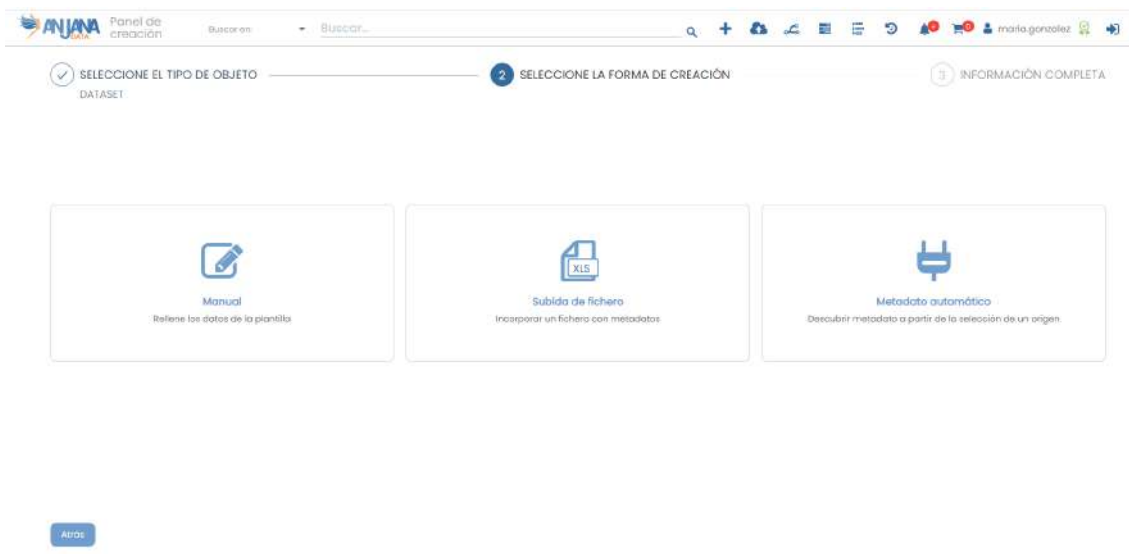 ANJANA
DATA
Panel de
creación
Buscar en
Buscar...
0
0
maria.gonzalez
SELECCIONE EL TIPO DE OBJETO
DATASET
2
SELECCIONE LA FORMA DE CREACIÓN
3
INFORMACIÓN COMPLETA
XLS
Manual
Rellene los datos de la plantilla
Subida de fichero
Incorporar un fichero con metadatos
Metadato automático
Descubrir metadato a partir de la selección de un origen
Atrás